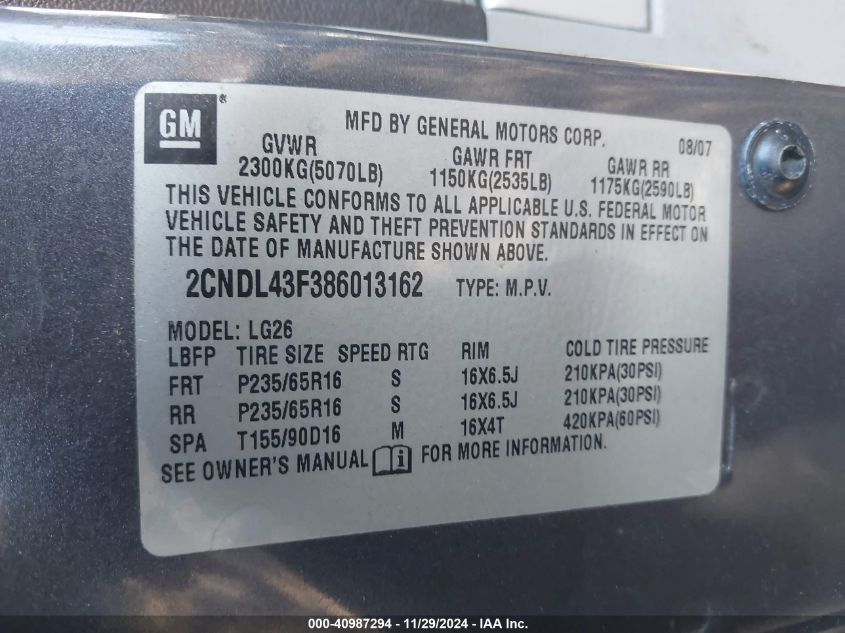 GM®
MFD BY GENERAL MOTORS CORP. 08/07
GVWR GAWR FRT GAWR RR
2300KG(5070LB) 1150KG(2535LB) 1175KG(2590LB)
THIS VEHICLE CONFORMS TO ALL APPLICABLE U.S. FEDERAL MOTOR
VEHICLE SAFETY AND THEFT PREVENTION STANDARDS IN EFFECT ON
THE DATE OF MANUFACTURE SHOWN ABOVE.
2CNDL43F386013162 TYPE: M.P.V.
MODEL: LG26
LBFP TIRE SIZE SPEED RTG RIM COLD TIRE PRESSURE
FRT P235/65R16 S 16X6.5J 210KPA(30PSI)
RR P235/65R16 S 16X6.5J 210KPA(30PSI)
SPA T155/90D16 M 16X4T 420KPA(60PSI)
SEE OWNER'S MANUAL i FOR MORE INFORMATION.
000-40987294 - 11/29/2024 - IAA Inc.